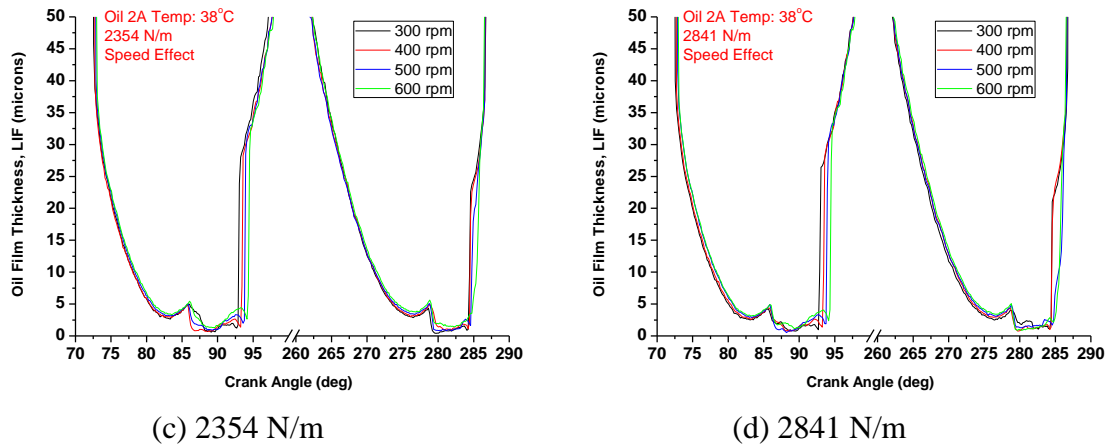 Oil 2A Temp: 38°C
2354 N/m
Speed Effect
300 rpm
400 rpm
500 rpm
600 rpm
Oil Film Thickness, LIF (microns)
50
45
40
35
30
25
20
15
10
5
0
70 75 80 85 90 95 260 265 270 275 280 285 290
Crank Angle (deg)
(c) 2354 N/m
Oil 2A Temp: 38°C
2841 N/m
Speed Effect
300 rpm
400 rpm
500 rpm
600 rpm
Oil Film Thickness, LIF (microns)
50
45
40
35
30
25
20
15
10
5
0
70 75 80 85 90 95 260 265 270 275 280 285 290
Crank Angle (deg)
(d) 2841 N/m